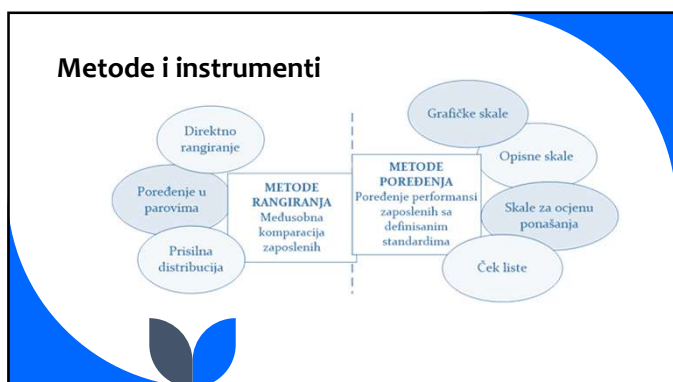 Metode i instrumenti
Direktno
rangiranje
Poređenje u
parovima
Prisilna
distribucija
METODE
RANGIRANJA
Međusobna
komparacija
zaposlenih
METODE
POREĐENJA
Poređenje performansi
zaposlenih sa
definisanim
standardima
Grafičke skale
Opisne skale
Skale za ocjenu
ponašanja
Ček liste